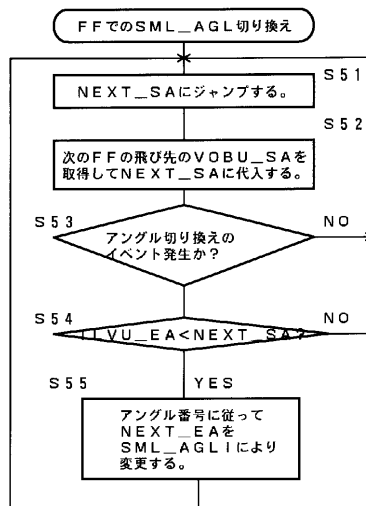 FFでのSML_AGL切り換え
S51
NEXT_SAにジャンプする。
S52
次のFFの飛び先のVOBU_SAを
取得してNEXT_SAに代入する。
S53
NO
アングル切り換えの
イベント発生か?
S54
NO
VU_EA<NEXT_SA?
S55
YES
アングル番号に従って
NEXT_EAを
SML_AGLIにより
変更する。